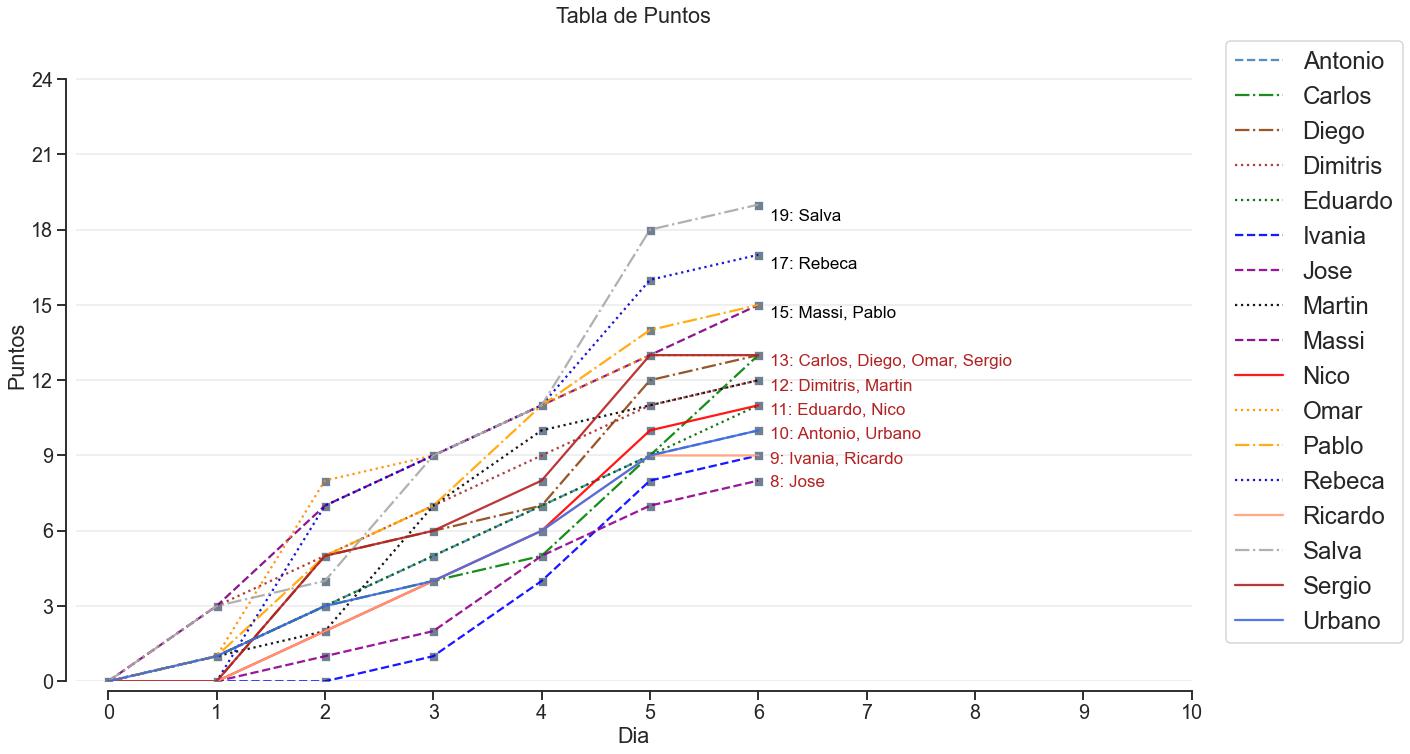 Tabla de Puntos
Puntos
24
21
18
15
12
9
6
3
0
19: Salva
17: Rebeca
15: Massi, Pablo
13: Carlos, Diego, Omar, Sergio
12: Dimitris, Martin
11: Eduardo, Nico
10: Antonio, Urbano
9: Ivania, Ricardo
8: Jose
0 1 2 3 4 5 6 7 8 9 10
Dia
Antonio
Carlos
Diego
Dimitris
Eduardo
Ivania
Jose
Martin
Massi
Nico
Omar
Pablo
Rebeca
Ricardo
Salva
Sergio
Urbano